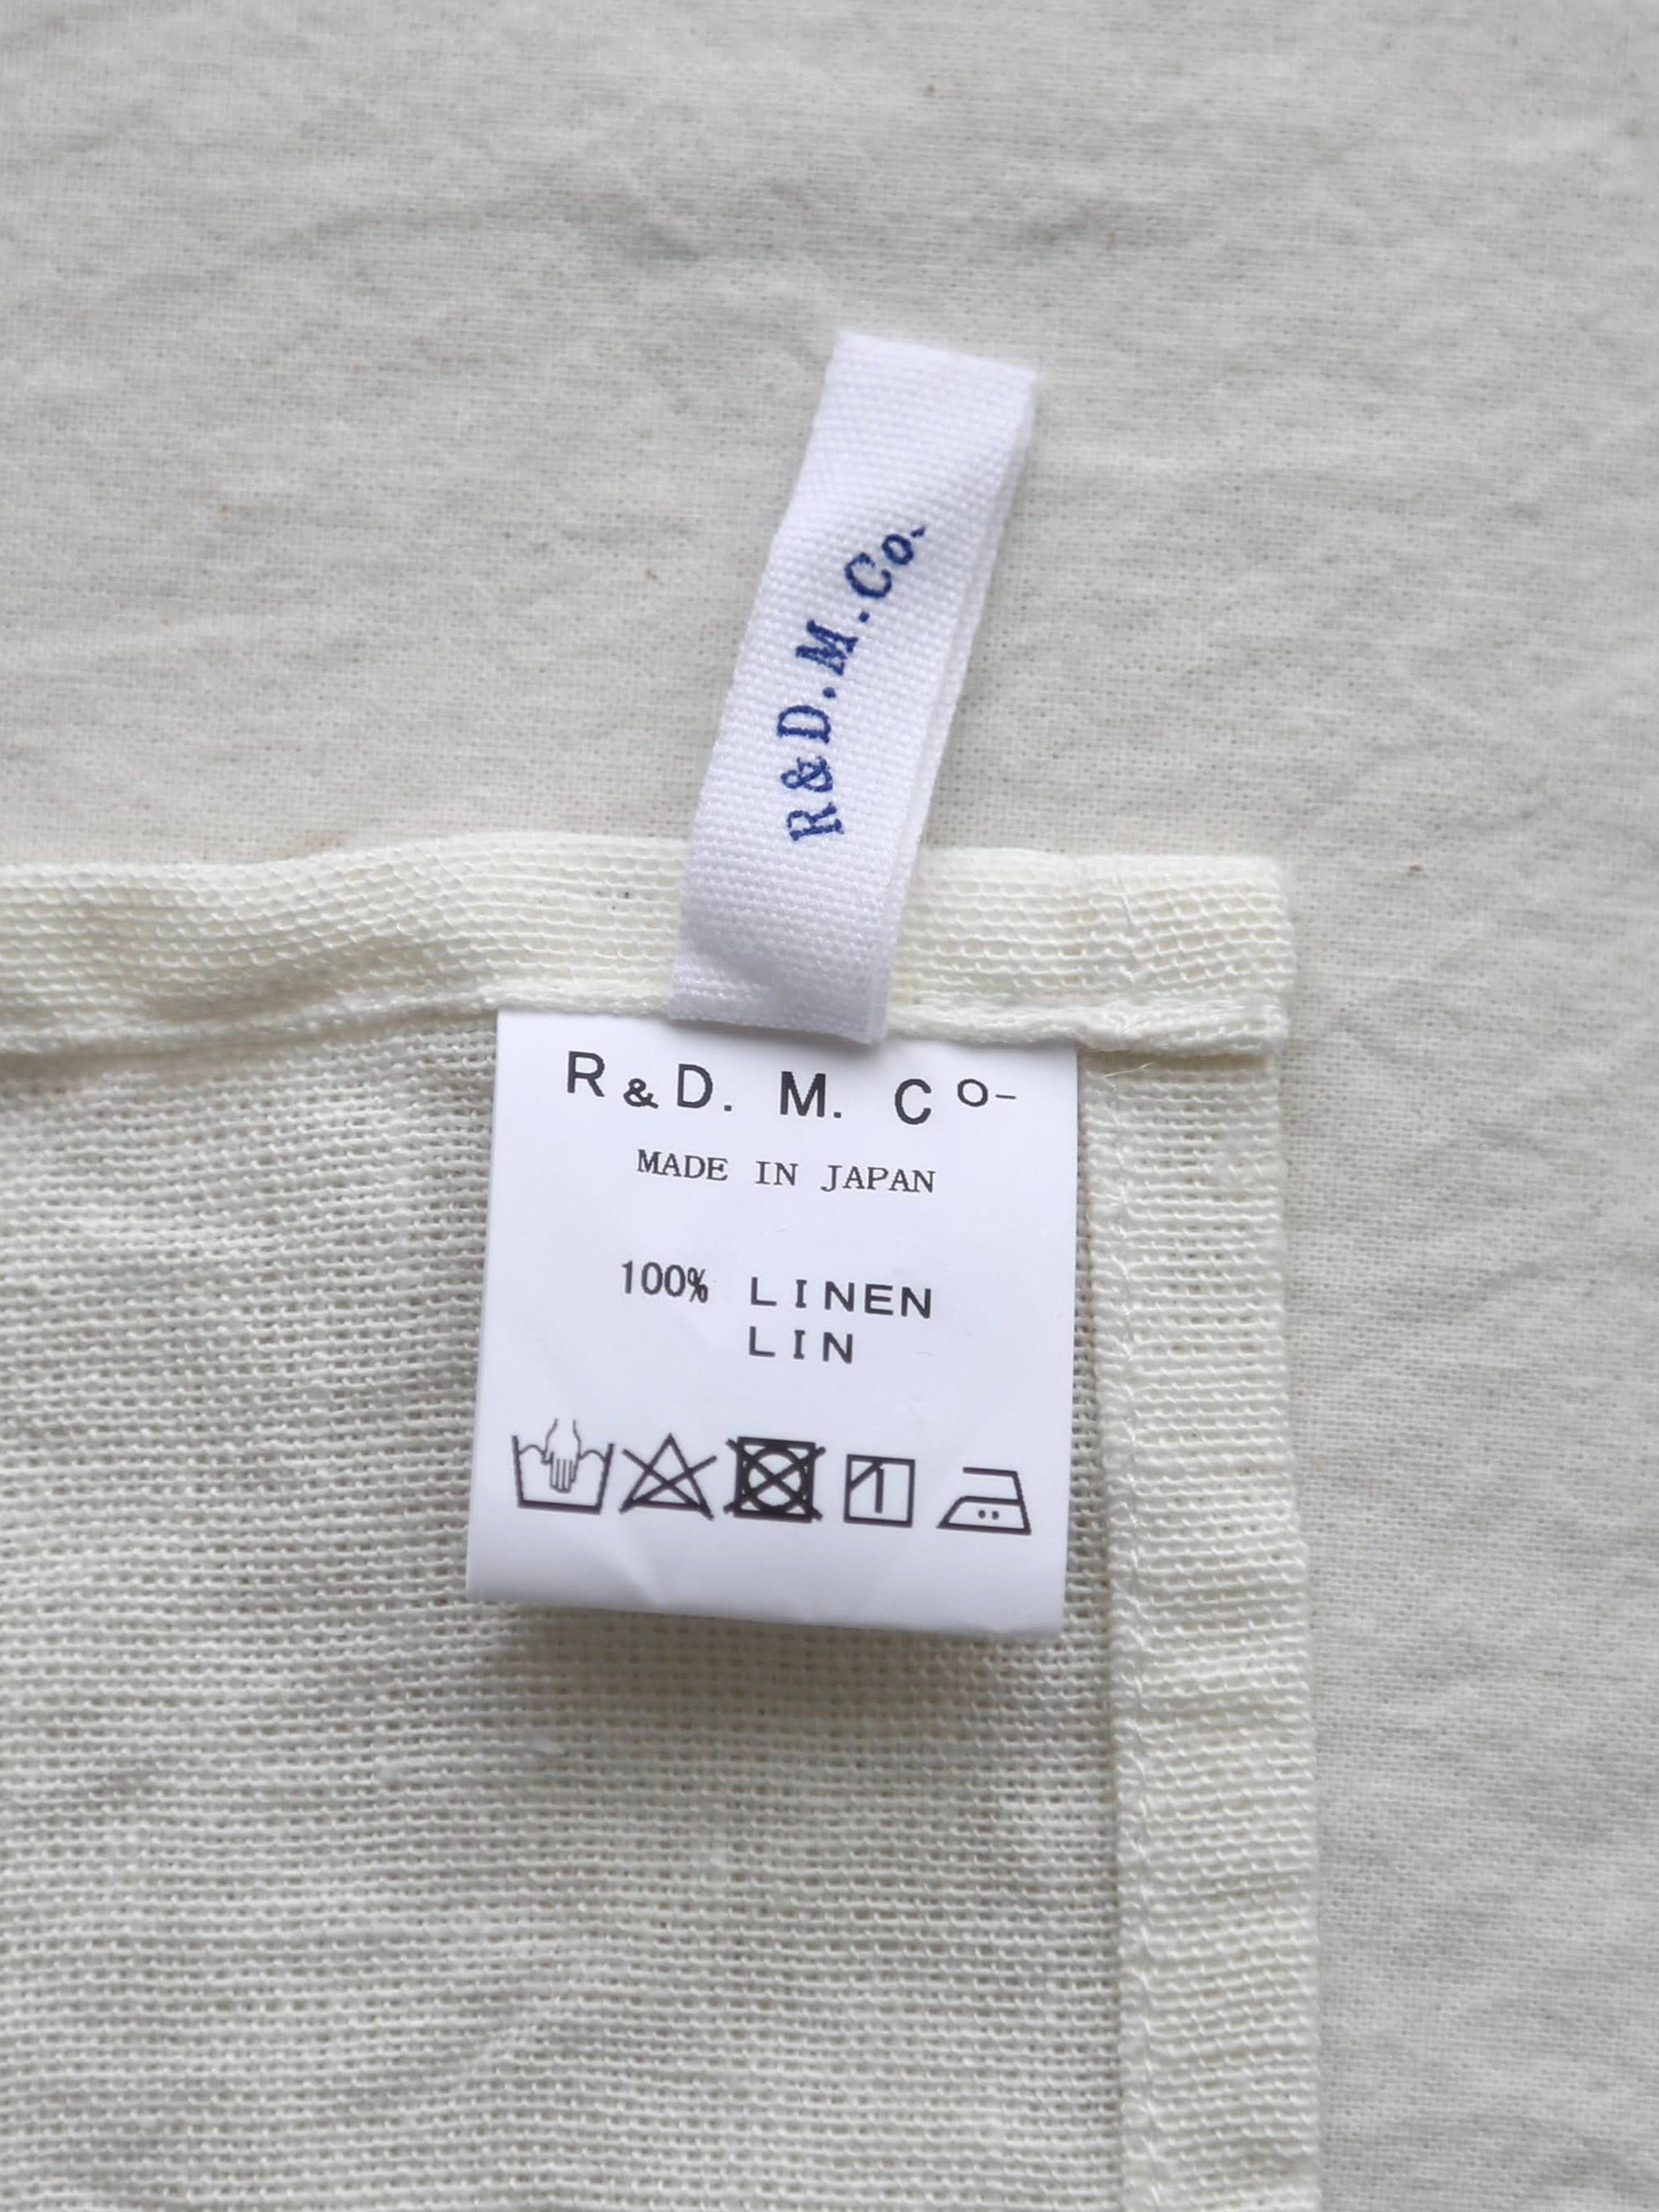 R&D.M.Co.
R&D. M. CO-
MADE IN JAPAN
100% LINEN
LIN